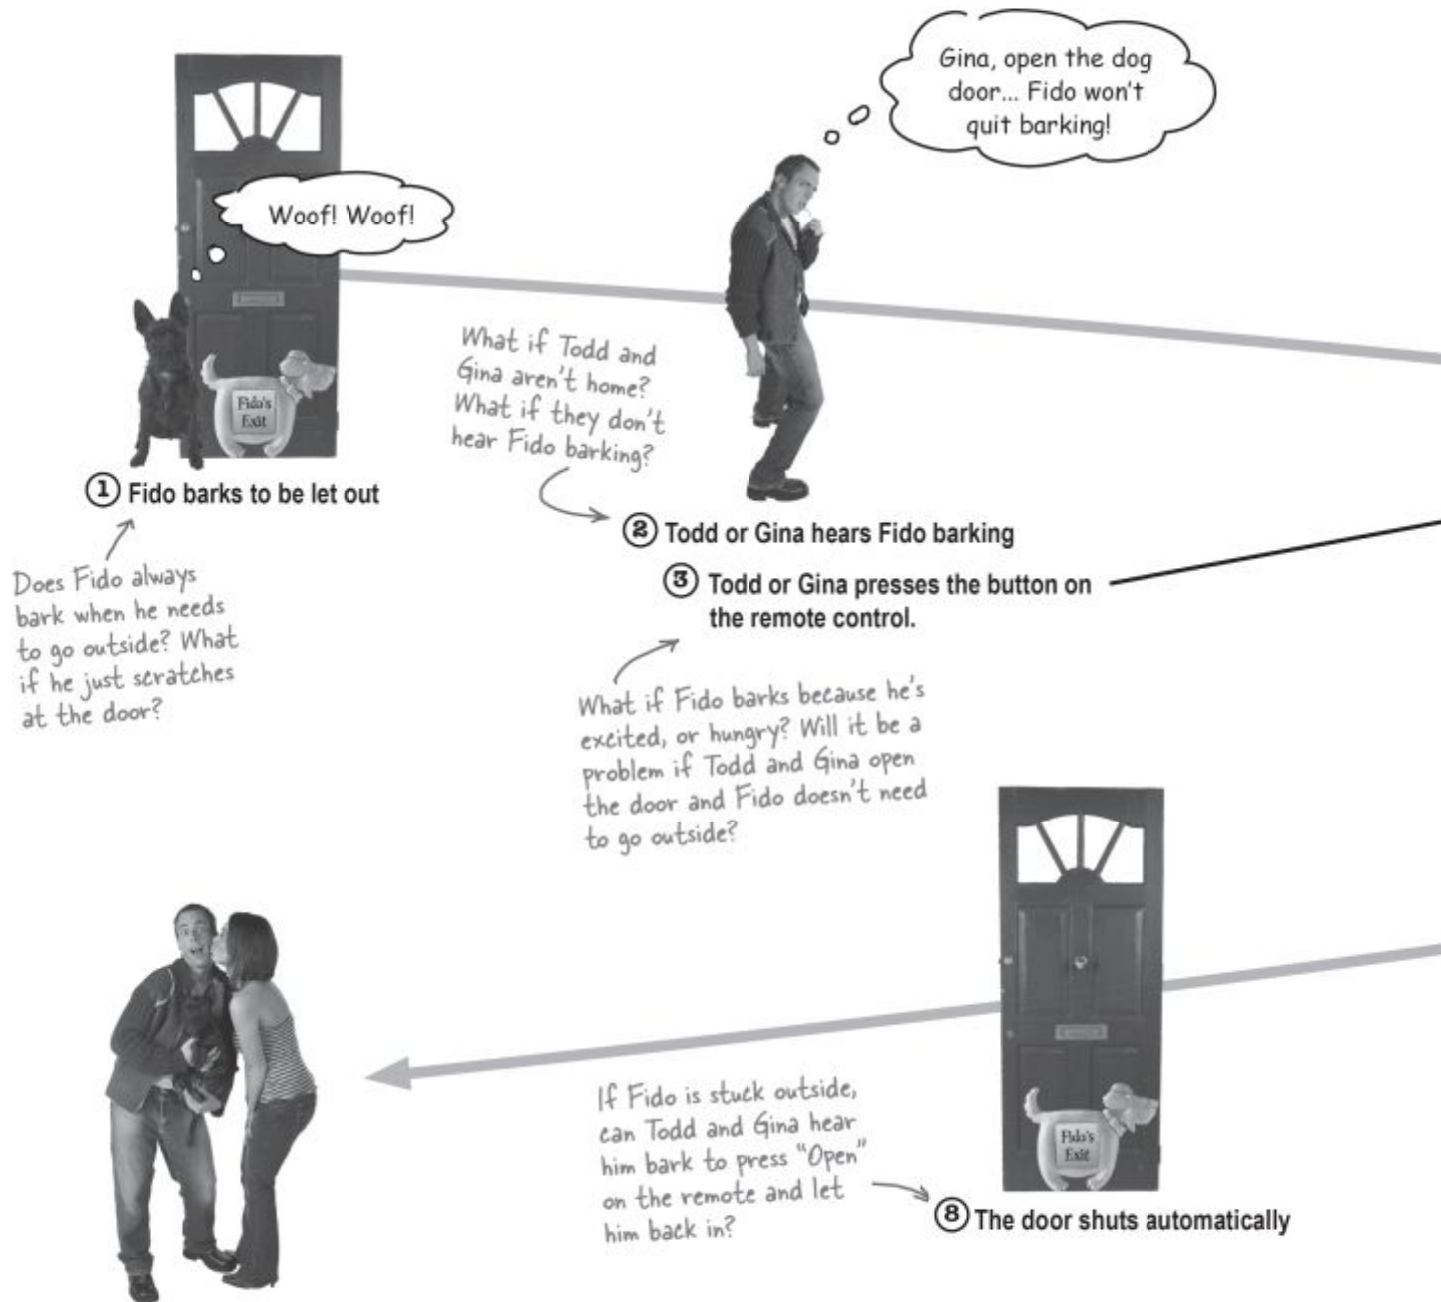 Gina, open the dog
door... Fido won't
quit barking!
Woof! Woof!
Fido's
Exit
What if Todd and
Gina aren't home?
What if they don't
hear Fido barking?
1 Fido barks to be let out
2 Todd or Gina hears Fido barking
3 Todd or Gina presses the button on
the remote control.
Does Fido always
bark when he needs
to go outside? What
if he just scratches
at the door?
What if Fido barks because he's
excited, or hungry? Will it be a
problem if Todd and Gina open
the door and Fido doesn't need
to go outside?
If Fido is stuck outside,
can Todd and Gina hear
him bark to press "Open"
on the remote and let
him back in?
Fido's
Exit
8 The door shuts automatically